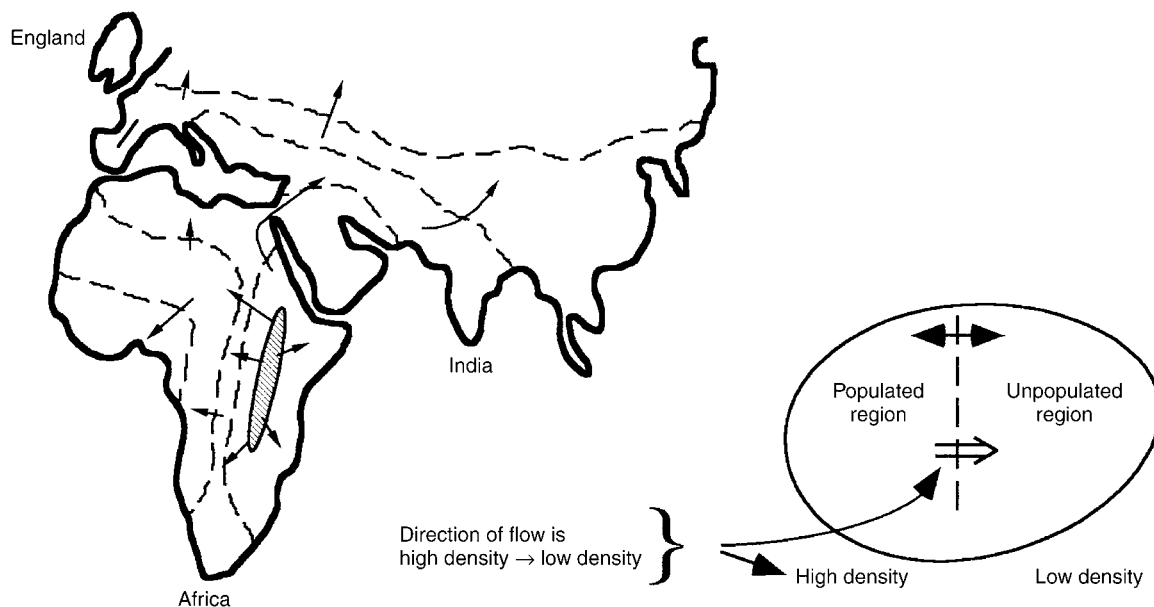 England
India
Africa
Populated
region
Unpopulated
region
Direction of flow is
high density → low density
High density
Low density